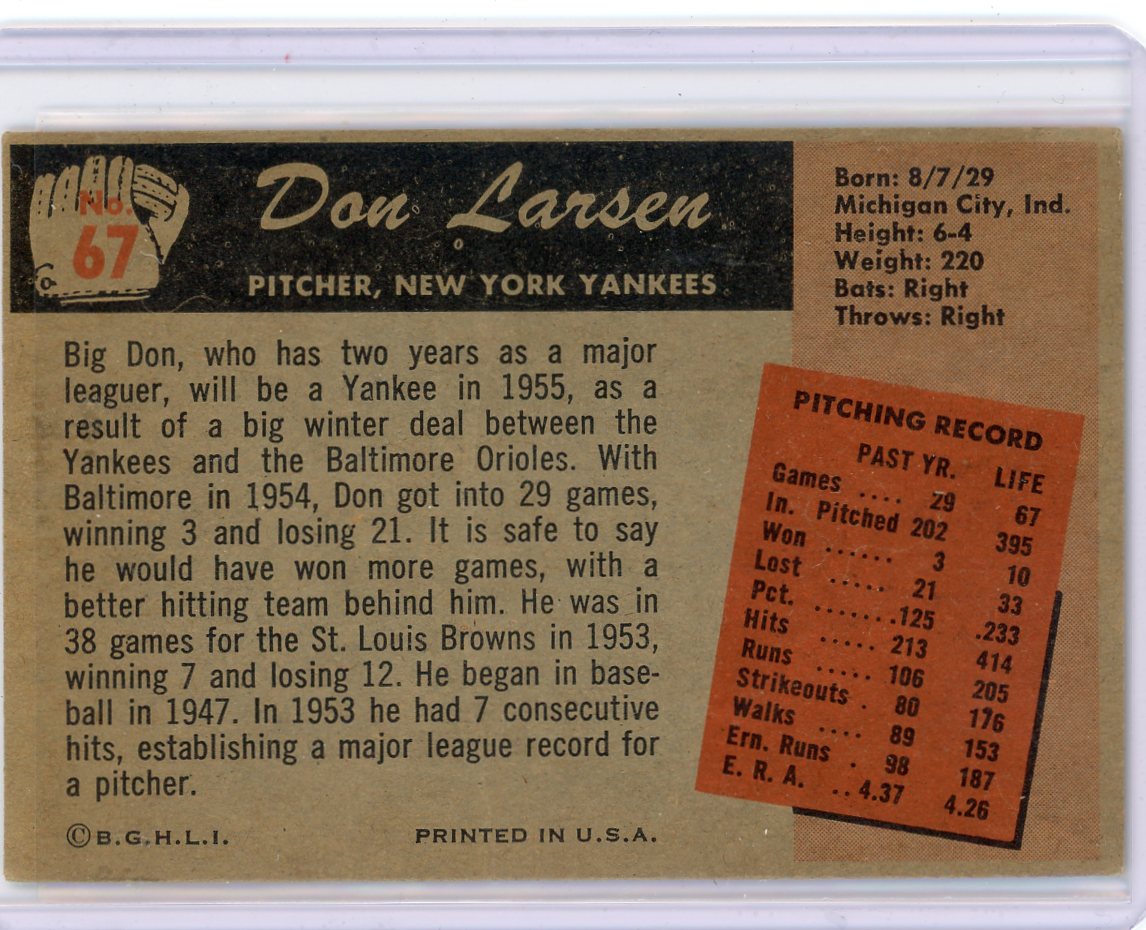 No.
67
Don Larsen
PITCHER, NEW YORK YANKEES
Born: 8/7/29
Michigan City, Ind.
Height: 6-4
Weight: 220
Bats: Right
Throws: Right
Big Don, who has two years as a major
leaguer, will be a Yankee in 1955, as a
result of a big winter deal between the
Yankees and the Baltimore Orioles. With
Baltimore in 1954, Don got into 29 games,
winning 3 and losing 21. It is safe to say
he would have won more games, with a
better hitting team behind him. He was in
38 games for the St. Louis Browns in 1953,
winning 7 and losing 12. He began in base-
ball in 1947. In 1953 he had 7 consecutive
hits, establishing a major league record for
a pitcher.
©B.G.H.L.I.
PRINTED IN U.S.A.
PITCHING RECORD
PAST YR. LIFE
Games .... 29 67
In. Pitched 202 395
Won ...... 3 10
Lost ..... 21 33
Pct. .......125 .233
Hits ..... 213 414
Runs ..... 106 205
Strikeouts . 80 176
Walks .... 89 153
Ern. Runs . 98 187
E. R. A. ..4.37 4.26